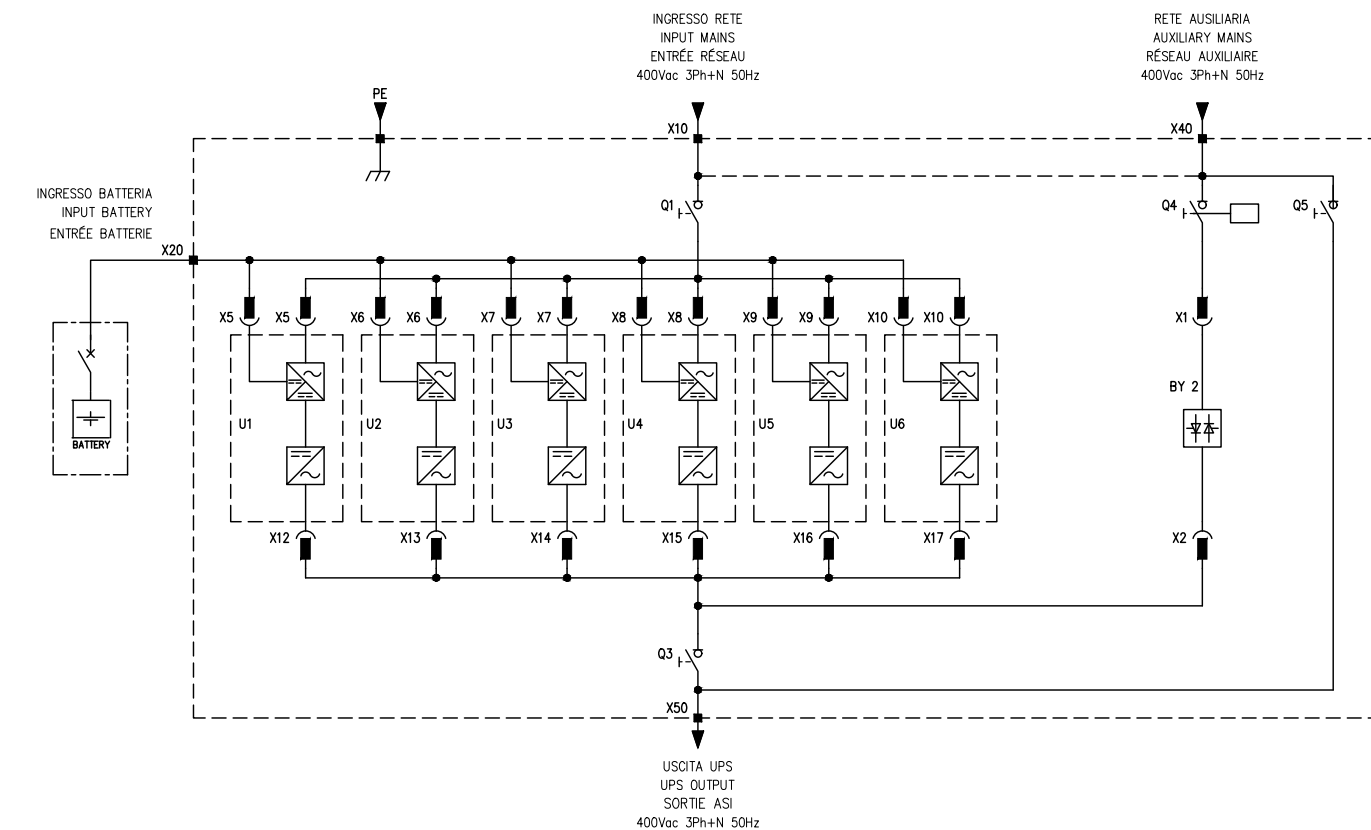 INGRESSO RETE
INPUT MAINS
ENTRÉE RÉSEAU
400Vac 3Ph+N 50Hz
RETE AUSILIARIA
AUXILIARY MAINS
RÉSEAU AUXILIAIRE
400Vac 3Ph+N 50Hz
PE
X10
X40
INGRESSO BATTERIA
INPUT BATTERY
ENTRÉE BATTERIE
Q1
Q4
Q5
X20
X5 X5 X6 X6 X7 X7 X8 X8 X9 X9 X10 X10 X1
BY 2
BATTERY
U1 U2 U3 U4 U5 U6
X12 X13 X14 X15 X16 X17 X2
Q3
X50
USCITA UPS
UPS OUTPUT
SORTIE ASI
400Vac 3Ph+N 50Hz